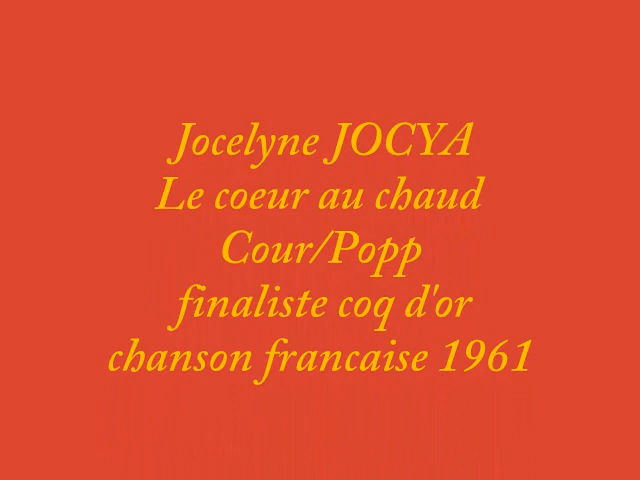 Jocelyne JOCYA
Le coeur au chaud
Cour/Popp
finaliste coq d'or
chanson francaise 1961